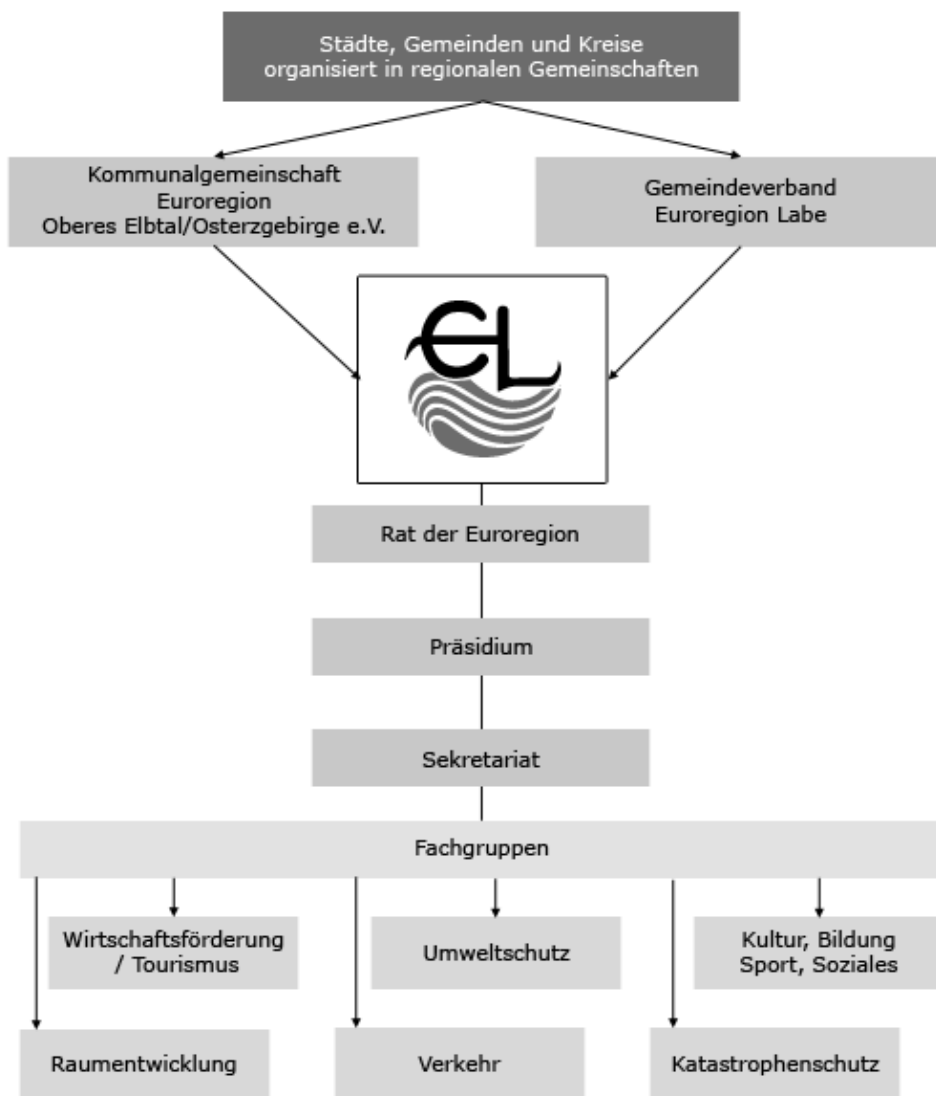 Städte, Gemeinden und Kreise
organisiert in regionalen Gemeinschaften
Kommunalgemeinschaft
Euroregion
Oberes Elbtal/Osterzgebirge e.V.
Gemeindeverband
Euroregion Labe
EL
Rat der Euroregion
Präsidium
Sekretariat
Fachgruppen
Wirtschaftsförderung
/ Tourismus
Umweltschutz
Kultur, Bildung
Sport, Soziales
Raumentwicklung
Verkehr
Katastrophenschutz